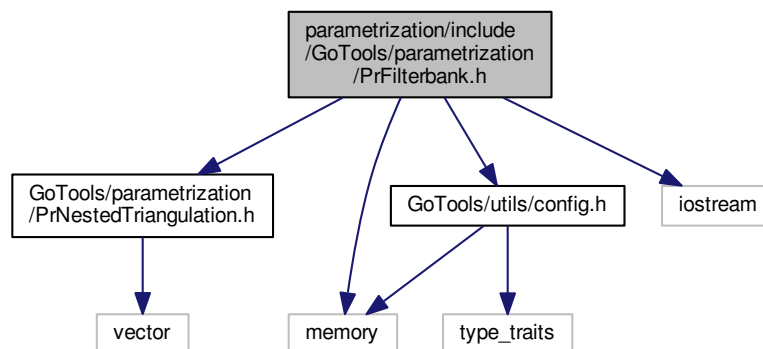 parametrization/include
/GoTools/parametrization
/PrFilterbank.h
GoTools/parametrization
/PrNestedTriangulation.h
GoTools/utils/config.h
iostream
vector
memory
type_traits